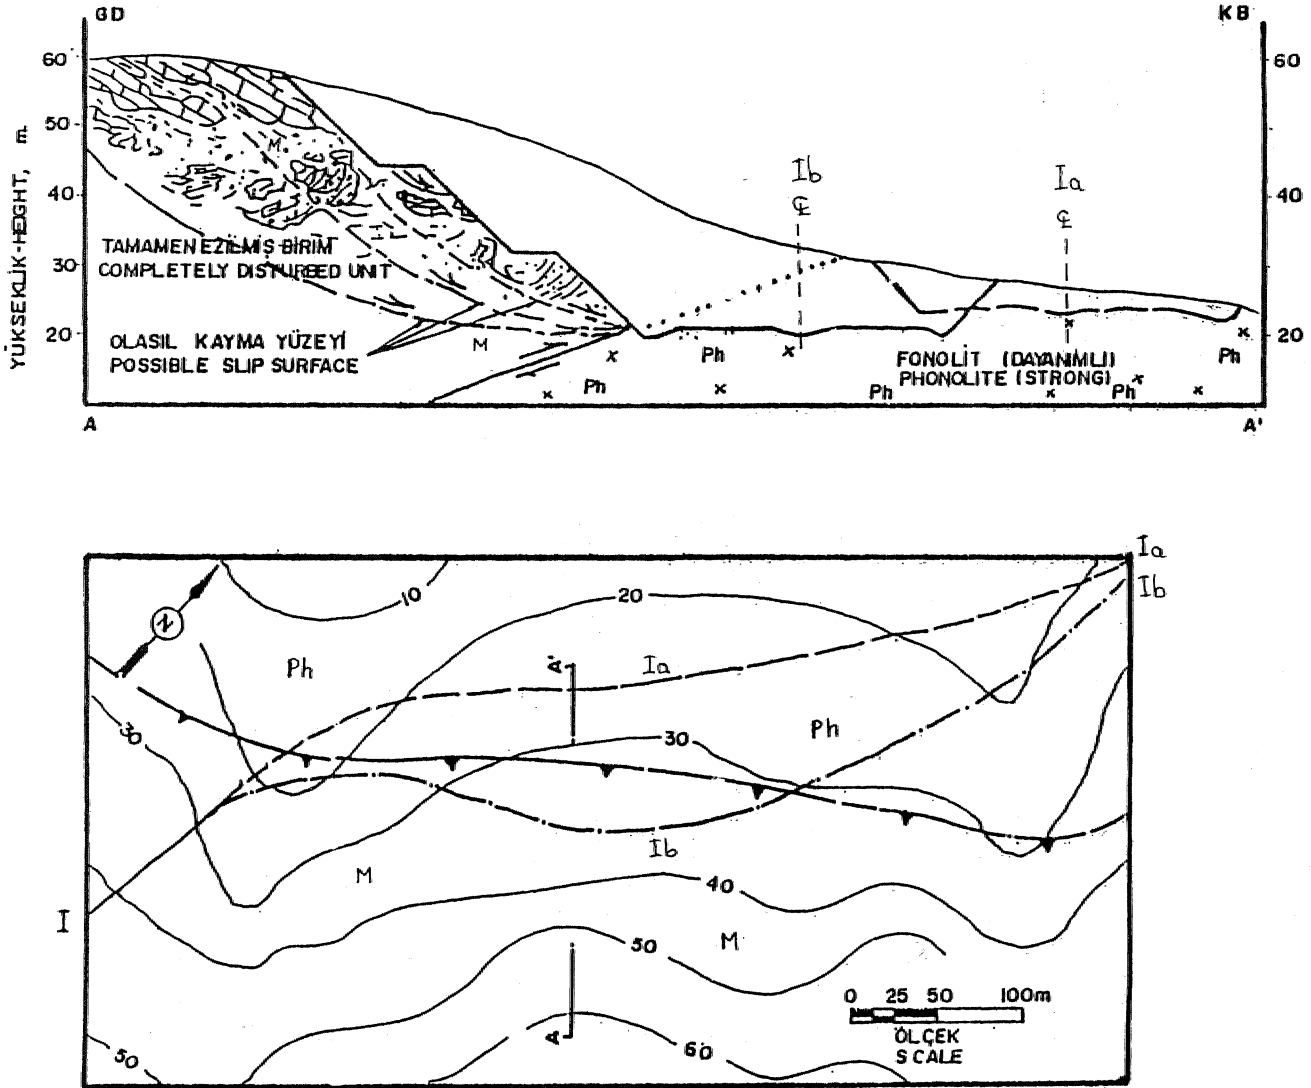 GD
KB
YÜKSEKLİK-HEIGHT, m.
60
50
40
30
20
60
40
20
M
Ib
℄
Ia
℄
TAMAMEN EZİLMİŞ BİRİM
COMPLETELY DISTURBED UNIT
OLASIL KAYMA YÜZEYİ
POSSIBLE SLIP SURFACE
M
Ph
Ph
FONOLİT (DAYANIMLI)
PHONOLITE (STRONG)
Ph
Ph
Ph
A
A'
Ia
Ib
N
10
20
Ph
A'
Ia
30
30
Ph
Ib
M
40
I
50
M
0 25 50 100m
ÖLÇEK
SCALE
A
50
60